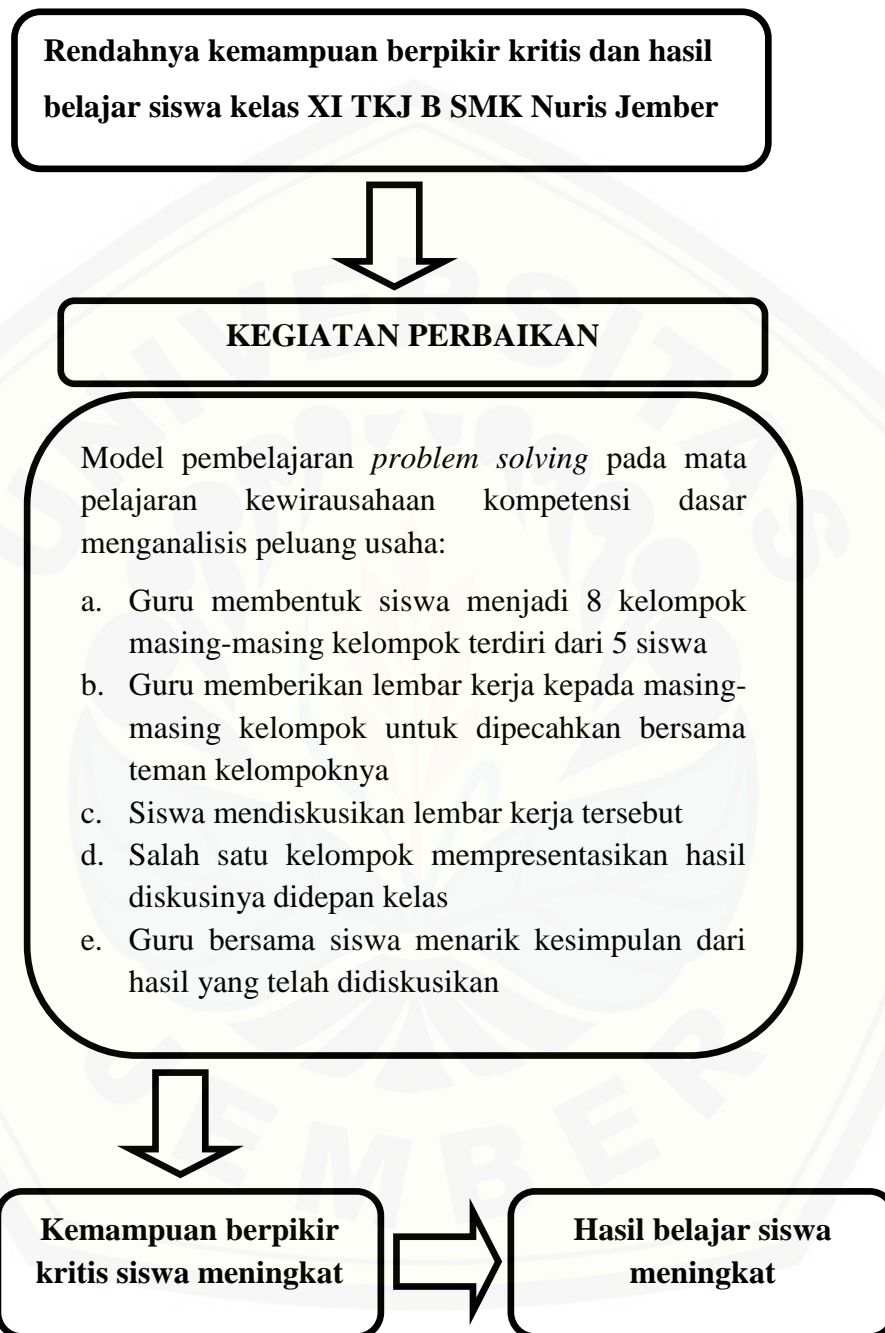 Rendahnya kemampuan berpikir kritis dan hasil
belajar siswa kelas XI TKJ B SMK Nuris Jember
KEGIATAN PERBAIKAN
Model pembelajaran problem solving pada mata
pelajaran kewirausahaan kompetensi dasar
menganalisis peluang usaha:
a. Guru membentuk siswa menjadi 8 kelompok
masing-masing kelompok terdiri dari 5 siswa
b. Guru memberikan lembar kerja kepada masing-
masing kelompok untuk dipecahkan bersama
teman kelompoknya
c. Siswa mendiskusikan lembar kerja tersebut
d. Salah satu kelompok mempresentasikan hasil
diskusinya didepan kelas
e. Guru bersama siswa menarik kesimpulan dari
hasil yang telah didiskusikan
Kemampuan berpikir
kritis siswa meningkat
Hasil belajar siswa
meningkat
UNIVERSITAS
JEMBER